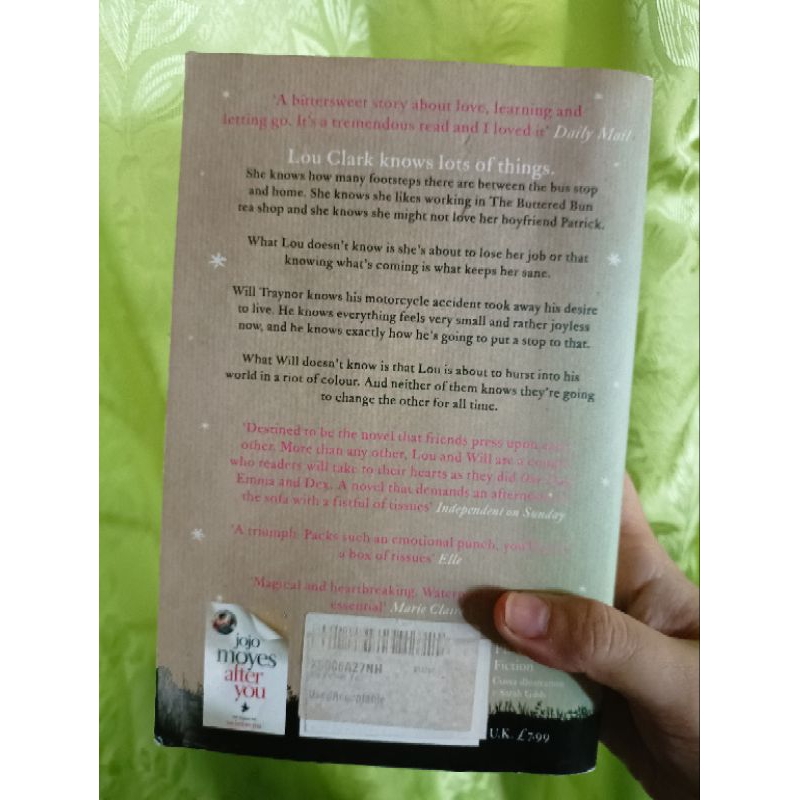 'A bittersweet story about love, learning and
letting go. It's a tremendous read and I loved it' Daily Mail
Lou Clark knows lots of things.
She knows how many footsteps there are between the bus stop
and home. She knows she likes working in The Buttered Bun
tea shop and she knows she might not love her boyfriend Patrick.
What Lou doesn't know is she's about to lose her job or that
knowing what's coming is what keeps her sane.
Will Traynor knows his motorcycle accident took away his desire
to live. He knows everything feels very small and rather joyless
now, and he knows exactly how he's going to put a stop to that.
What Will doesn't know is that Lou is about to burst into his
world in a riot of colour. And neither of them knows they're going
to change the other for all time.
'Destined to be the novel that friends press upon each
other. More than any other, Lou and Will are a couple
who readers will take to their hearts as they did One Day's
Emma and Dex. A novel that demands an afternoon on
the sofa with a fistful of tissues' Independent on Sunday
'A triumph. Packs such an emotional punch,
a box of tissues' Elle
'Magical and heartbreaking.
essential' Marie Claire
jojo
moyes
after
you
Fiction
Cover illustration
Sarah Gibb
U.K. £7.99